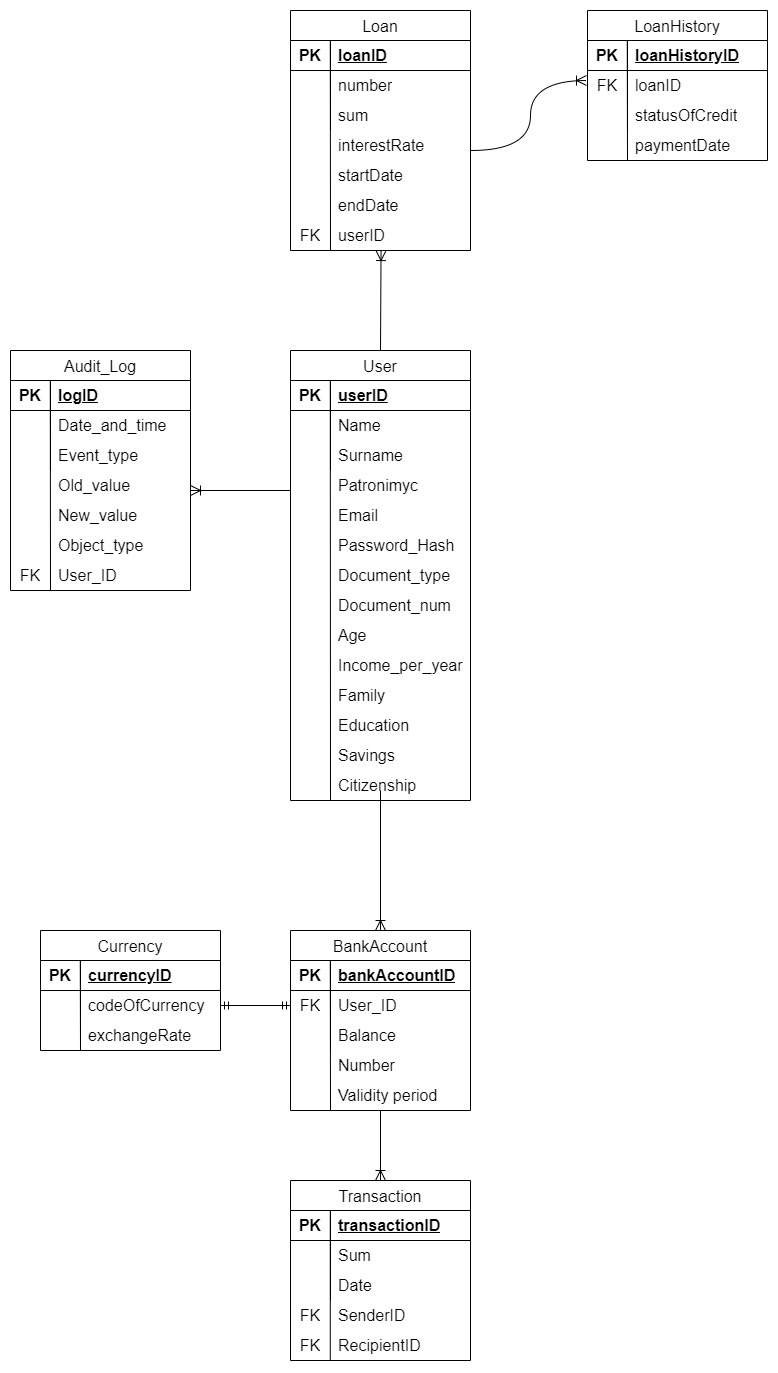 Loan
PK loanID
number
sum
interestRate
startDate
endDate
FK userID
LoanHistory
PK loanHistoryID
FK loanID
statusOfCredit
paymentDate
Audit_Log
PK logID
Date_and_time
Event_type
Old_value
New_value
Object_type
FK User_ID
User
PK userID
Name
Surname
Patronimyc
Email
Password_Hash
Document_type
Document_num
Age
Income_per_year
Family
Education
Savings
Citizenship
Currency
PK currencyID
codeOfCurrency
exchangeRate
BankAccount
PK bankAccountID
FK User_ID
Balance
Number
Validity period
Transaction
PK transactionID
Sum
Date
FK SenderID
FK RecipientID